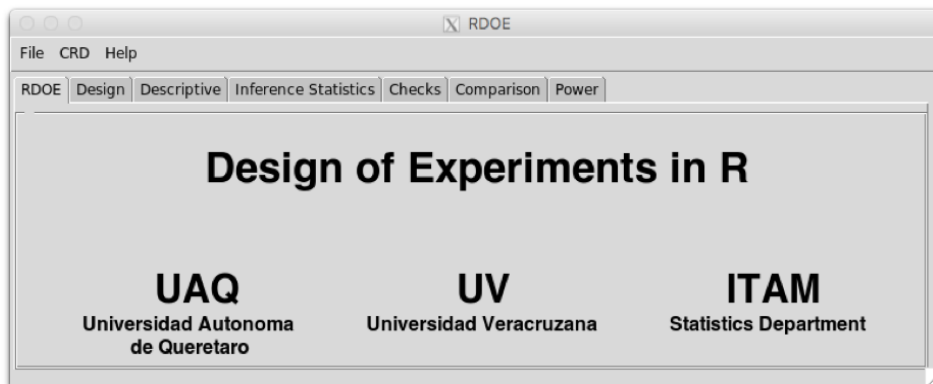 RDOE
File CRD Help
RDOE Design Descriptive Inference Statistics Checks Comparison Power
Design of Experiments in R
UAQ UV ITAM
Universidad Autonoma Universidad Veracruzana Statistics Department
de Queretaro